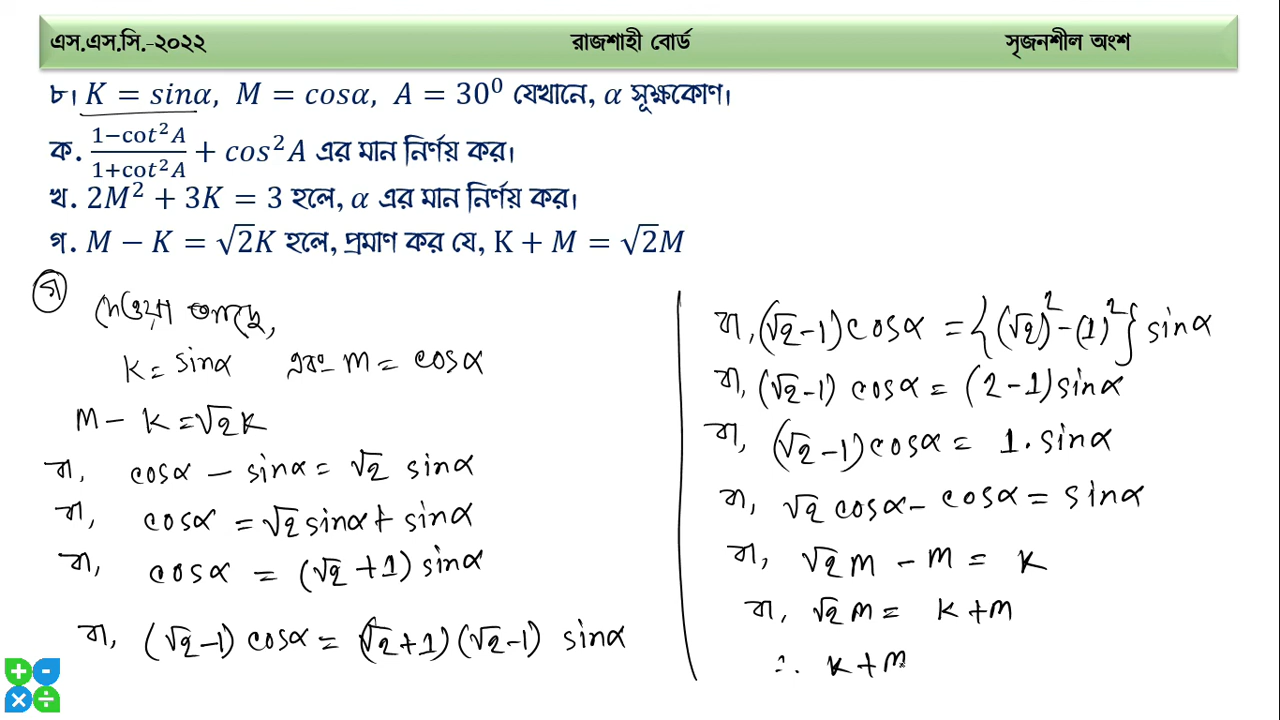 এস.এস.সি.-২০২২ রাজশাহী বোর্ড সৃজনশীল অংশ
৮। K = sinα, M = cosα, A = 30⁰ যেখানে, α সূক্ষকোণ।
ক. (1−cot²A)/(1+cot²A) + cos²A এর মান নির্ণয় কর।
খ. 2M² + 3K = 3 হলে, α এর মান নির্ণয় কর।
গ. M − K = √2K হলে, প্রমাণ কর যে, K + M = √2M
গ
দেওয়া আছে,
K = sinα এবং M = cosα
M − K = √2K
বা, cosα − sinα = √2 sinα
বা, cosα = √2 sinα + sinα
বা, cosα = (√2 + 1) sinα
বা, (√2−1) cosα = (√2+1)(√2−1) sinα
বা, (√2−1) cosα = {(√2)² − (1)²} sinα
বা, (√2−1) cosα = (2−1) sinα
বা, (√2−1) cosα = 1. sinα
বা, √2 cosα − cosα = sinα
বা, √2 M − M = K
বা, √2 M = K + M
∴ K + M
+ -
× ÷